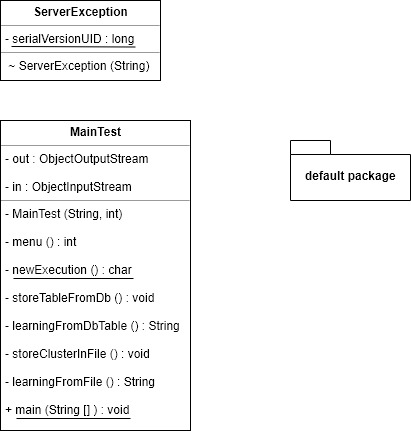 ServerException
- serialVersionUID : long
~ ServerException (String)
MainTest
- out : ObjectOutputStream
- in : ObjectInputStream
- MainTest (String, int)
- menu () : int
- newExecution () : char
- storeTableFromDb () : void
- learningFromDbTable () : String
- storeClusterInFile () : void
- learningFromFile () : String
+ main (String [] ) : void
default package